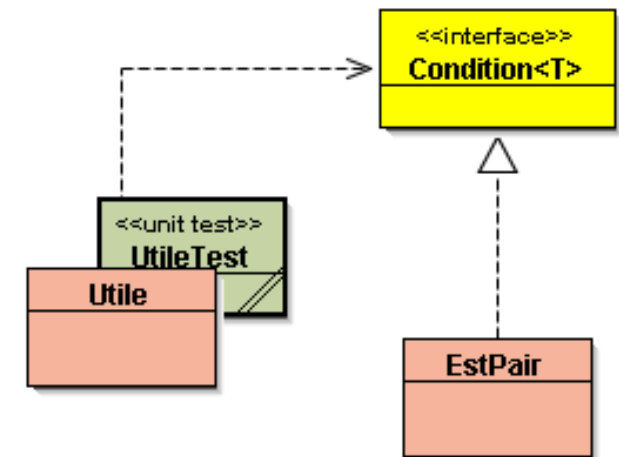 <<interface>>
Condition<T>
<<unit test>>
UtileTest
Utile
EstPair